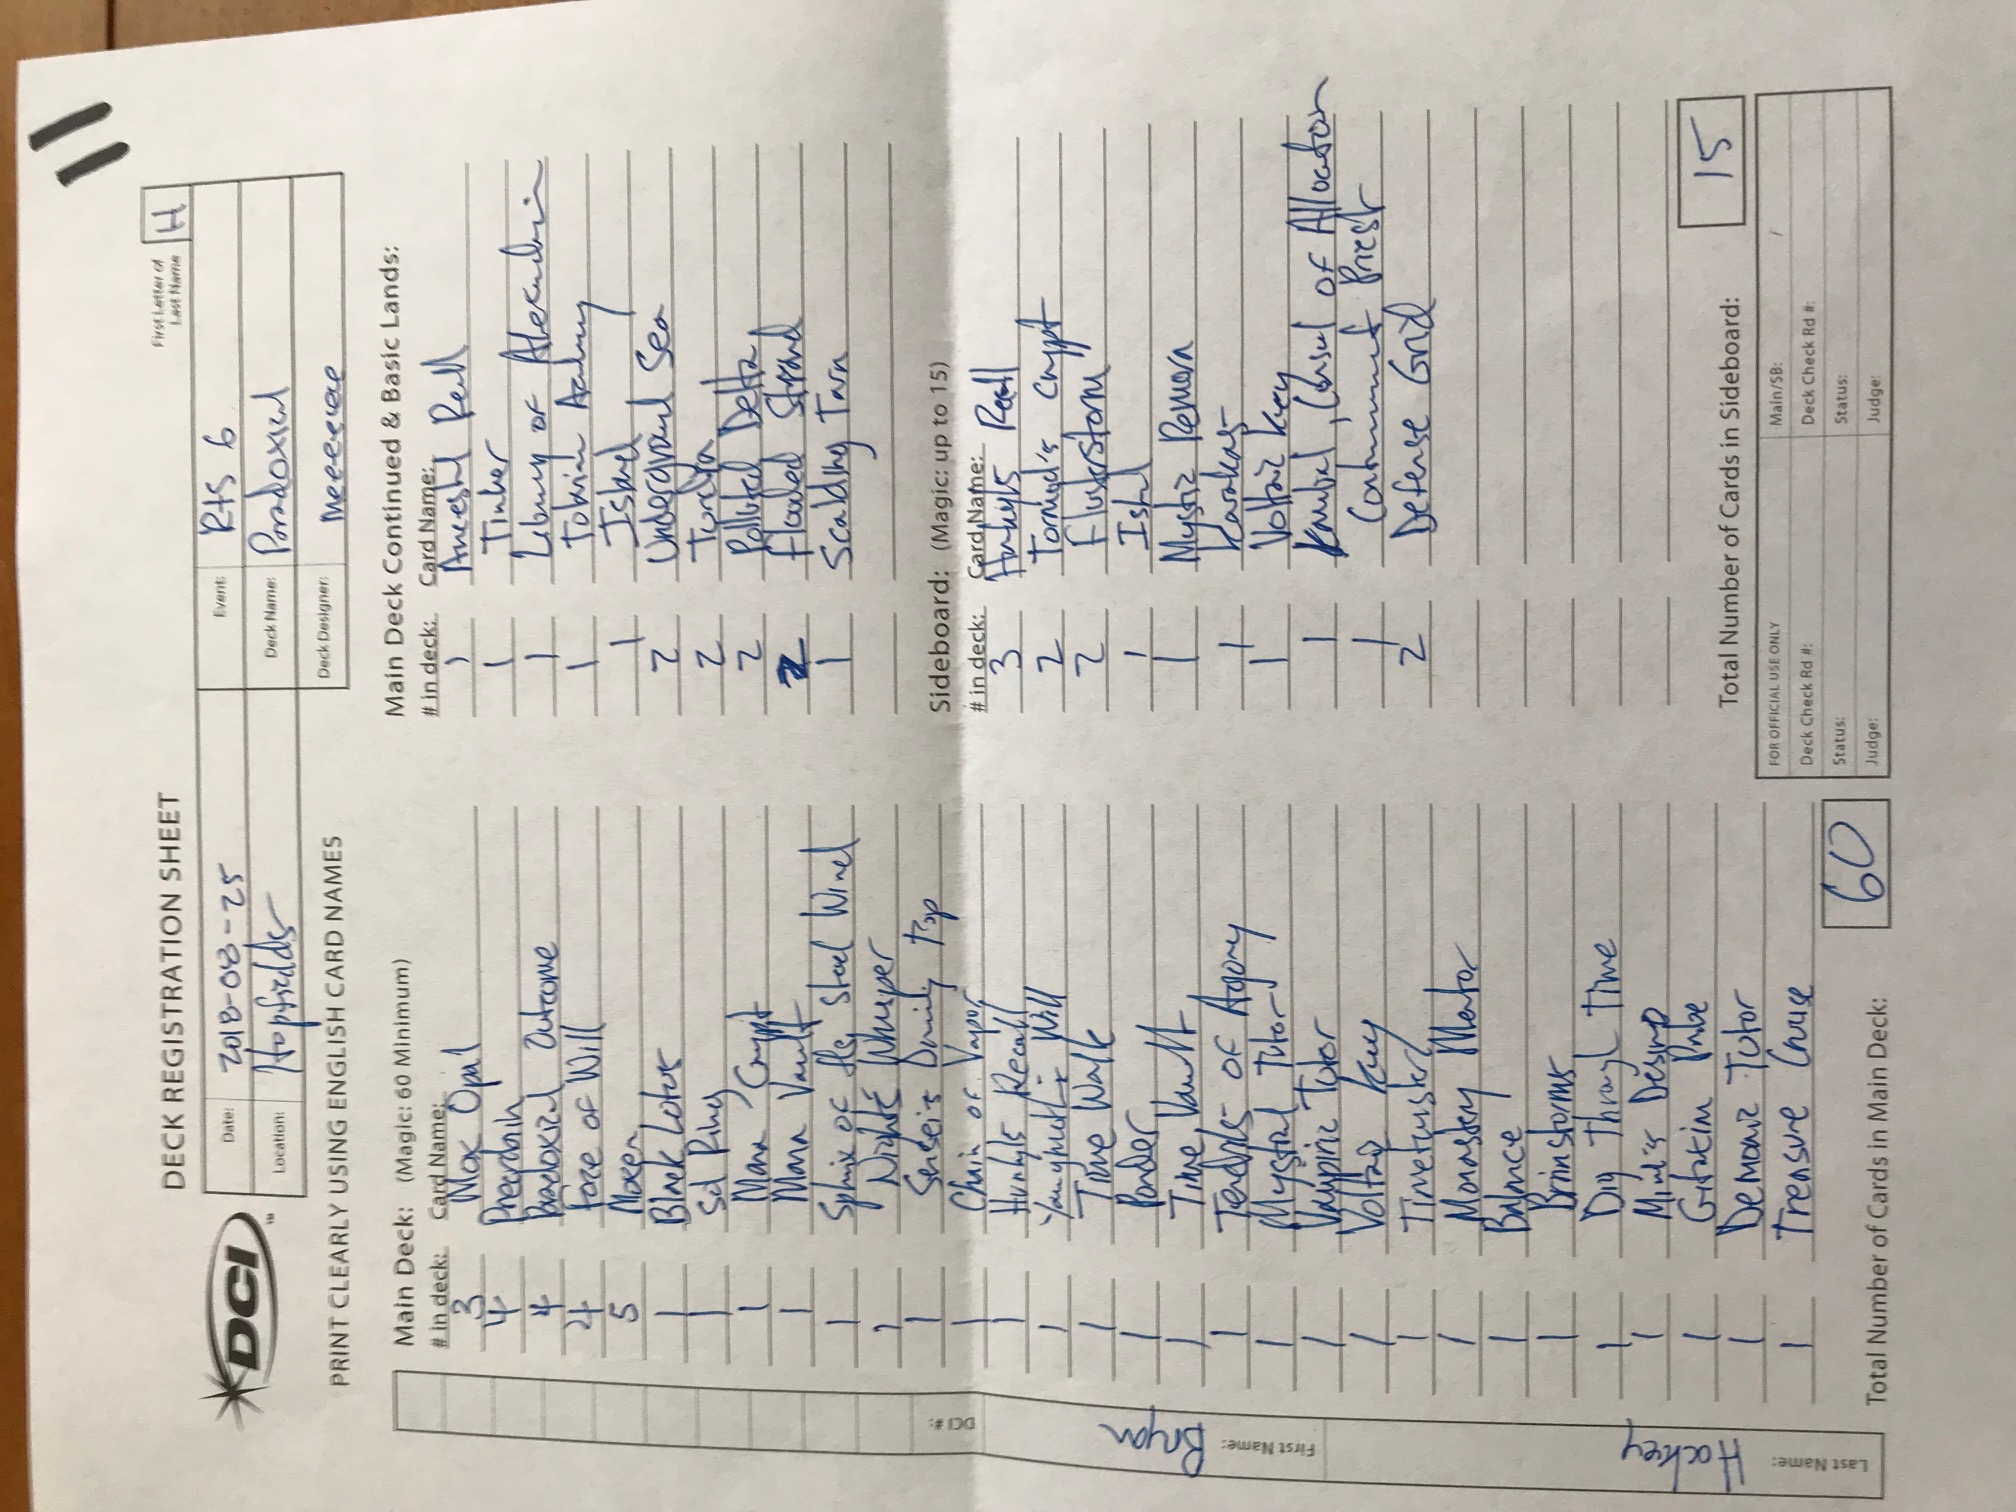 11
DECK REGISTRATION SHEET
First Letter of
Last Name
H
DCI
TM
Date: 2018-08-25
Event: RtS 6
Location: Hopfields
Deck Name: Paradoxical
Deck Designer: Meeeeeee
PRINT CLEARLY USING ENGLISH CARD NAMES
DCI #:
First Name: Bryan
Last Name: Hockey
Main Deck: (Magic: 60 Minimum)
# in deck: Card Name:
3 Mox Opal
4 Preordain
4 Paradoxical Outcome
4 Force of Will
5 Moxen
1 Black Lotus
1 Sol Ring
1 Mana Crypt
1 Mana Vault
1 Sphinx of the Steel Wind
1 Night's Whisper
1 Sensei's Divining Top
1 Chain of Vapor
1 Hurkyl's Recall
1 Yawgmoth's Will
1 Time Walk
1 Ponder
1 Time Vault
1 Tendrils of Agony
1 Mystical Tutor
1 Vampiric Tutor
1 Voltaic Key
1 Timetwister
1 Monastery Mentor
1 Balance
1 Brainstorm
1 Dig Through Time
1 Mind's Desire
1 Gitaxian Probe
1 Demonic Tutor
1 Treasure Cruise
Total Number of Cards in Main Deck: 60
Main Deck Continued & Basic Lands:
# in deck: Card Name:
1 Ancestral Recall
1 Tinker
1 Library of Alexandria
1 Tolarian Academy
1 Island
2 Underground Sea
2 Tundra
2 Polluted Delta
2 Flooded Strand
1 Scalding Tarn
Sideboard: (Magic: up to 15)
# in deck: Card Name:
3 Hurkyl's Recall
2 Tormod's Crypt
2 Flusterstorm
1 Island
1 Mystic Remora
1 Karakas
1 Voltaic Key
1 Kambal, Consul of Allocation
1 Containment Priest
2 Defense Grid
Total Number of Cards in Sideboard: 15
FOR OFFICIAL USE ONLY
Main/SB: /
Deck Check Rd #:
Deck Check Rd #:
Status:
Status:
Judge:
Judge: